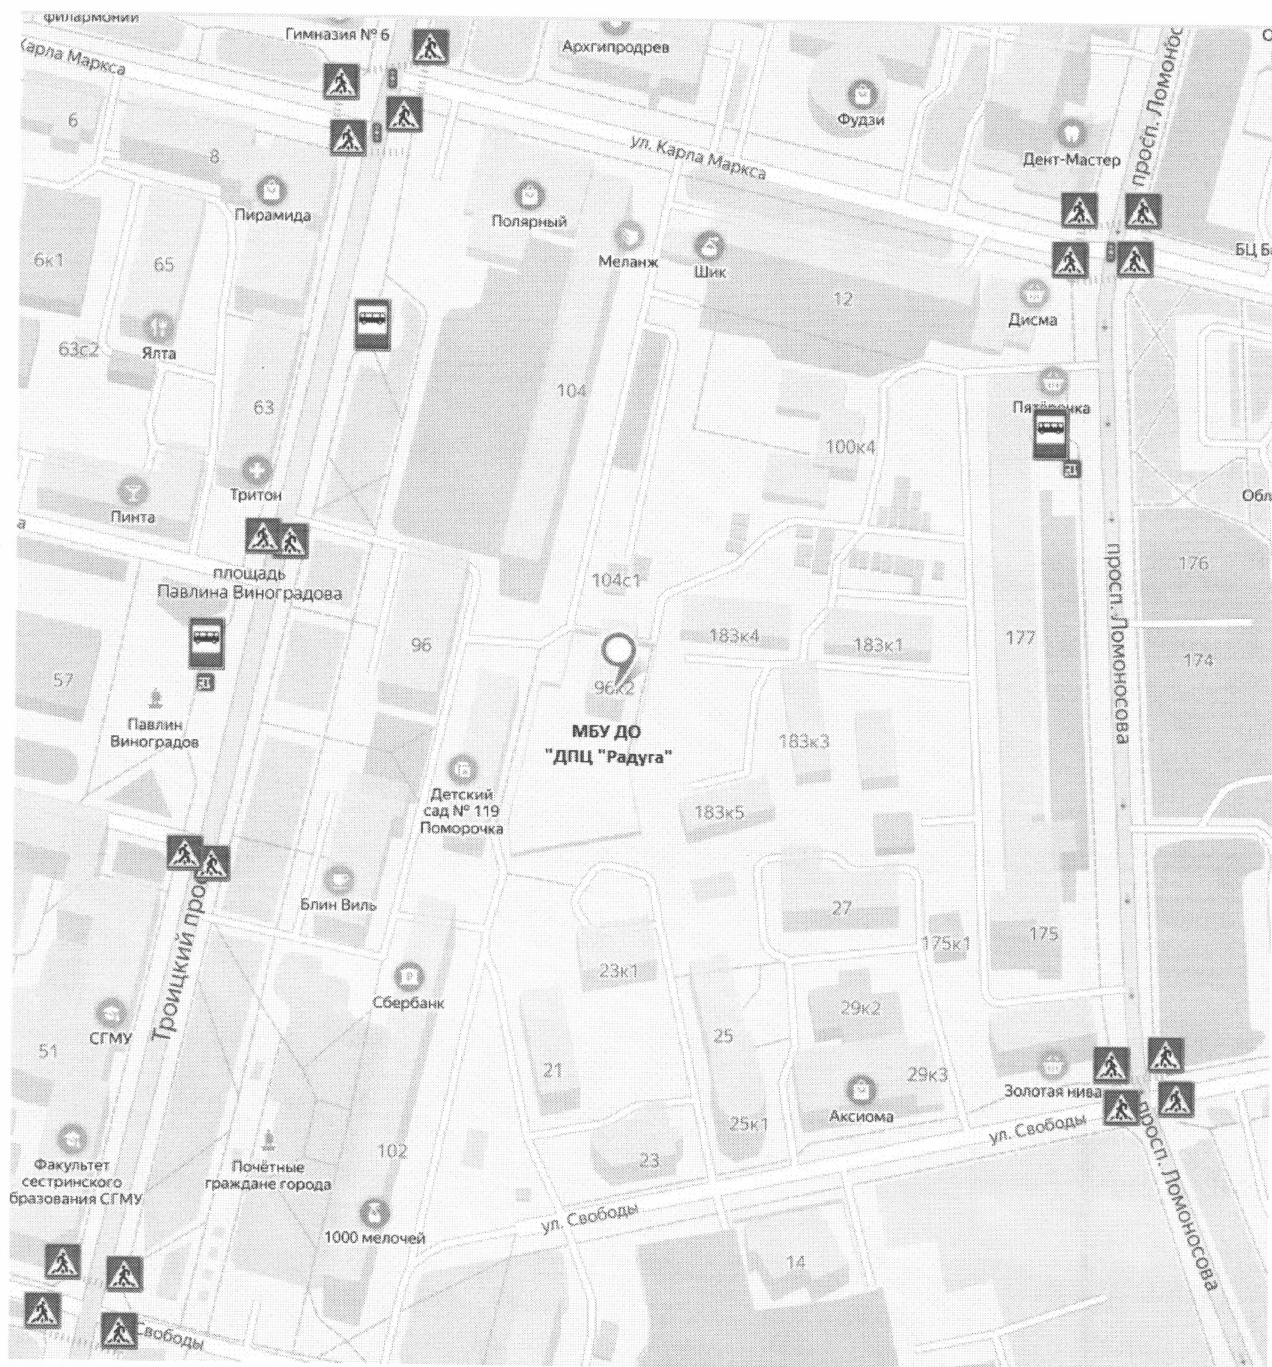 филармонии
Гимназия № 6
Архгипродрев
Карла Маркса
просп. Ломонос
Фудзи
6
8
ул. Карла Маркса
Дент-Мастер
Пирамида
Полярный
Меланж
Шик
БЦ Б
6к1
65
12
Дисма
63с2
Ялта
104
63
Пятёрочка
100к4
Тритон
Пинта
Обл
а
площадь
Павлина Виноградова
104с1
176
просп. Ломоносова
96
183к4
183к1
177
174
57
96к2
Павлин
Виноградов
МБУ ДО
"ДПЦ "Радуга"
183к3
Детский
сад № 119
Поморочка
183к5
Блин Виль
27
175к1
175
Троицкий про
23к1
Сбербанк
29к2
СГМУ
51
25
21
29к3
Золотая нива
Аксиома
25к1
ул. Свободы
просп. Ломоносова
102
23
Факультет
сестринского
бразования СГМУ
Почётные
граждане города
ул. Свободы
1000 мелочей
14
Свободы